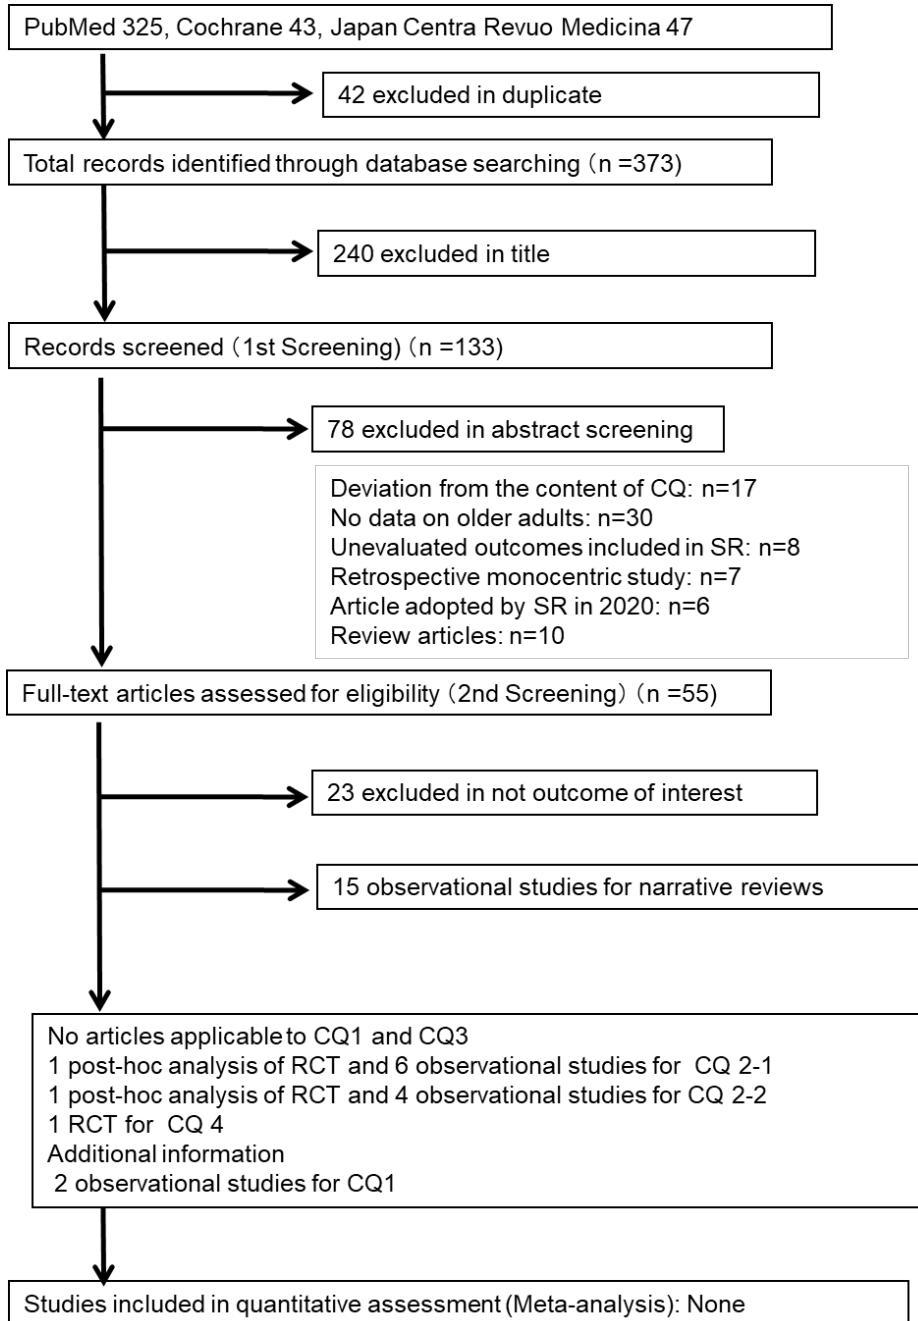 PubMed 325, Cochrane 43, Japan Centra Revuo Medicina 47
42 excluded in duplicate
Total records identified through database searching（n =373)
240 excluded in title
Records screened（1st Screening)（n =133)
78 excluded in abstract screening
Deviation from the content of CQ: n=17
No data on older adults: n=30
Unevaluated outcomes included in SR: n=8
Retrospective monocentric study: n=7
Article adopted by SR in 2020: n=6
Review articles: n=10
Full-text articles assessed for eligibility（2nd Screening)（n =55)
23 excluded in not outcome of interest
15 observational studies for narrative reviews
No articles applicable to CQ1 and CQ3
1 post-hoc analysis of RCT and 6 observational studies for CQ 2-1
1 post-hoc analysis of RCT and 4 observational studies for CQ 2-2
1 RCT for CQ 4
Additional information
2 observational studies for CQ1
Studies included in quantitative assessment (Meta-analysis): None